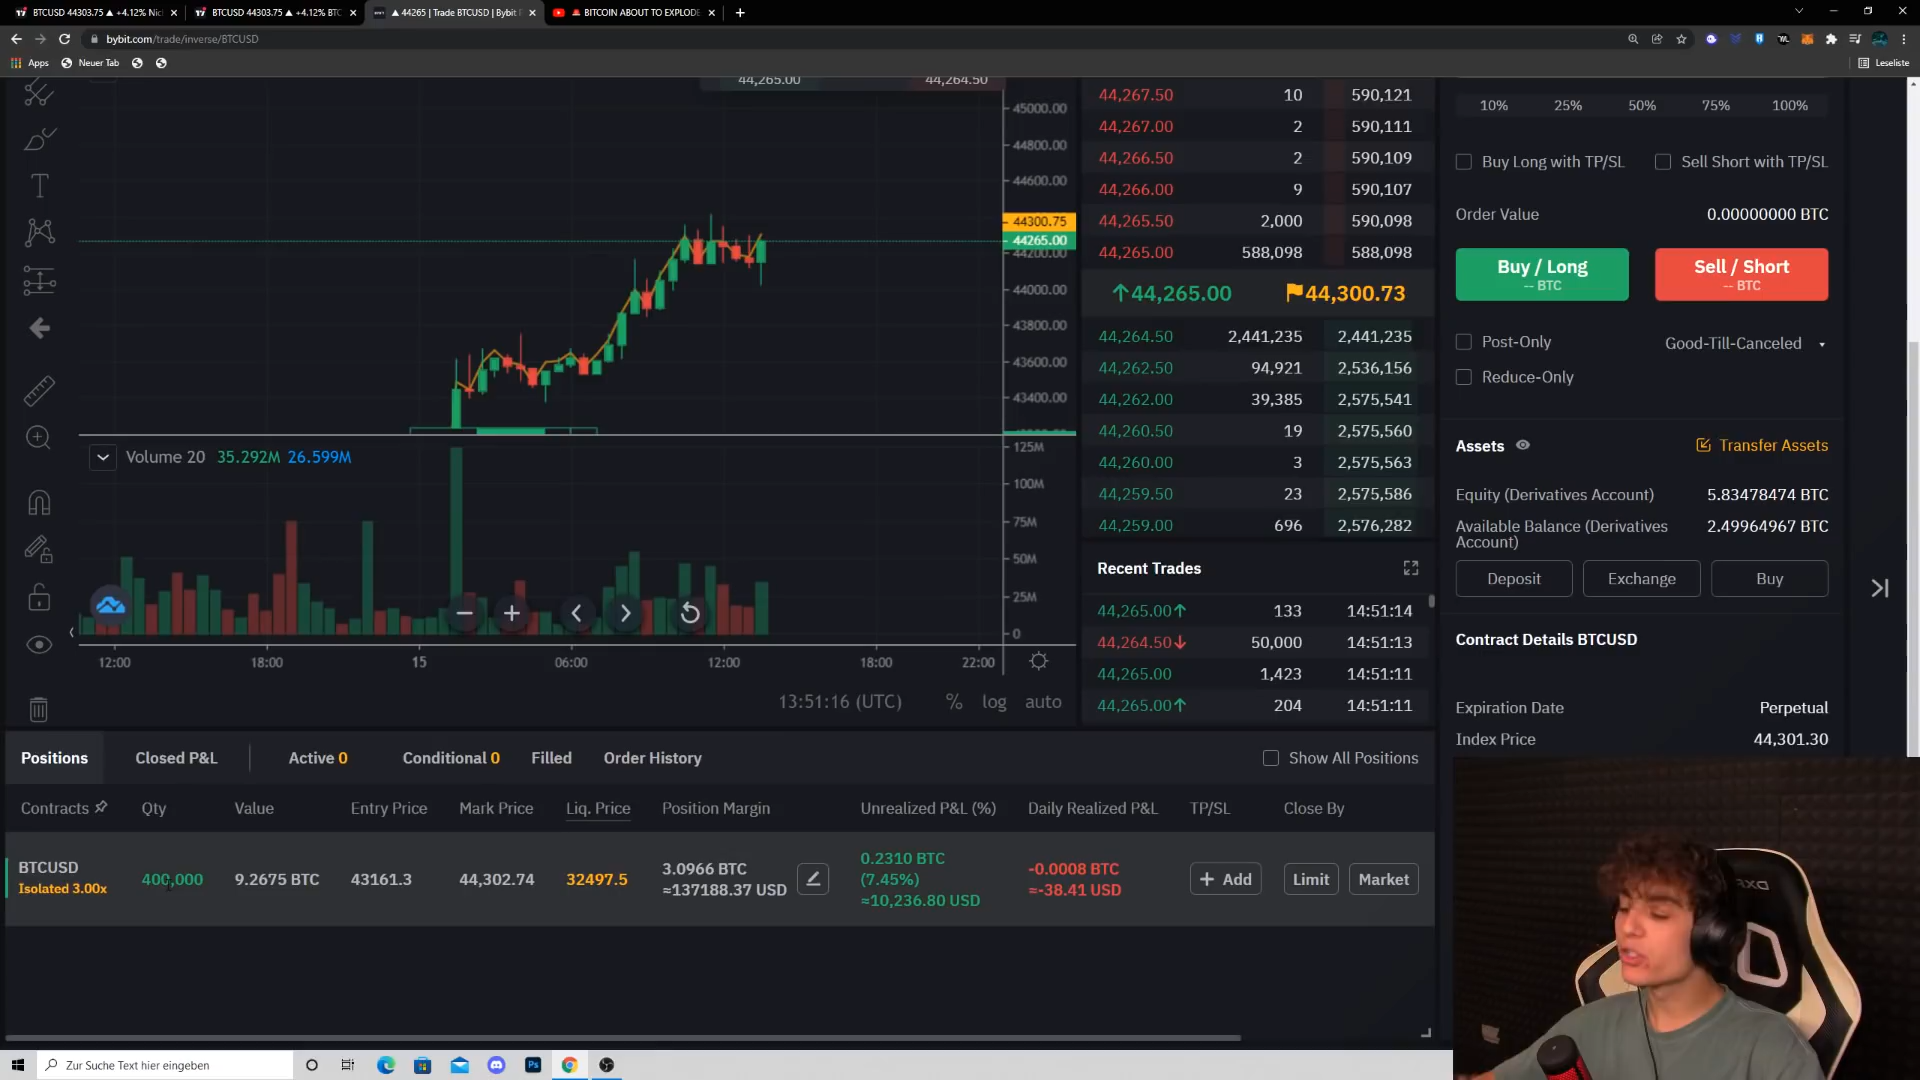 BTCUSD 44303.75 ▲ +4.12% Nic
BTCUSD 44303.75 ▲ +4.12% BTC
▲ 44265 | Trade BTCUSD | Bybit
BITCOIN ABOUT TO EXPLODE
bybit.com/trade/inverse/BTCUSD
Apps
Neuer Tab
Leseliste
44,265.00
44,264.50
45000.00
44800.00
44600.00
44300.75
44265.00
44200.00
44000.00
43800.00
43600.00
43400.00
Volume 20 35.292M 26.599M
125M
100M
75M
50M
25M
0
12:00 18:00 15 06:00 12:00 18:00 22:00
13:51:16 (UTC) % log auto
44,267.50 10 590,121
44,267.00 2 590,111
44,266.50 2 590,109
44,266.00 9 590,107
44,265.50 2,000 590,098
44,265.00 588,098 588,098
↑44,265.00 44,300.73
44,264.50 2,441,235 2,441,235
44,262.50 94,921 2,536,156
44,262.00 39,385 2,575,541
44,260.50 19 2,575,560
44,260.00 3 2,575,563
44,259.50 23 2,575,586
44,259.00 696 2,576,282
Recent Trades
44,265.00↑ 133 14:51:14
44,264.50↓ 50,000 14:51:13
44,265.00 1,423 14:51:11
44,265.00↑ 204 14:51:11
10% 25% 50% 75% 100%
Buy Long with TP/SL Sell Short with TP/SL
Order Value 0.00000000 BTC
Buy / Long
-- BTC
Sell / Short
-- BTC
Post-Only Good-Till-Canceled
Reduce-Only
Assets Transfer Assets
Equity (Derivatives Account) 5.83478474 BTC
Available Balance (Derivatives 2.49964967 BTC
Account)
Deposit Exchange Buy
Contract Details BTCUSD
Expiration Date Perpetual
Index Price 44,301.30
Positions Closed P&L Active 0 Conditional 0 Filled Order History Show All Positions
Contracts Qty Value Entry Price Mark Price Liq. Price Position Margin Unrealized P&L (%) Daily Realized P&L TP/SL Close By
BTCUSD
Isolated 3.00x
400,000 9.2675 BTC 43161.3 44,302.74 32497.5
3.0966 BTC
≈137188.37 USD
0.2310 BTC
(7.45%)
≈10,236.80 USD
-0.0008 BTC
≈-38.41 USD
+ Add Limit Market
Zur Suche Text hier eingeben
Ps